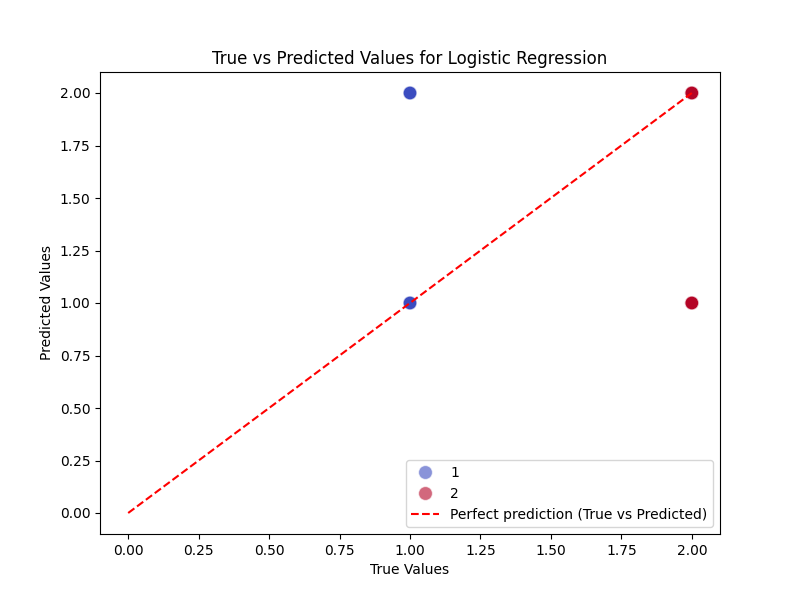 True vs Predicted Values for Logistic Regression
2.00
1.75
1.50
1.25
1.00
0.75
0.50
0.25
0.00
Predicted Values
1
2
Perfect prediction (True vs Predicted)
0.00 0.25 0.50 0.75 1.00 1.25 1.50 1.75 2.00
True Values